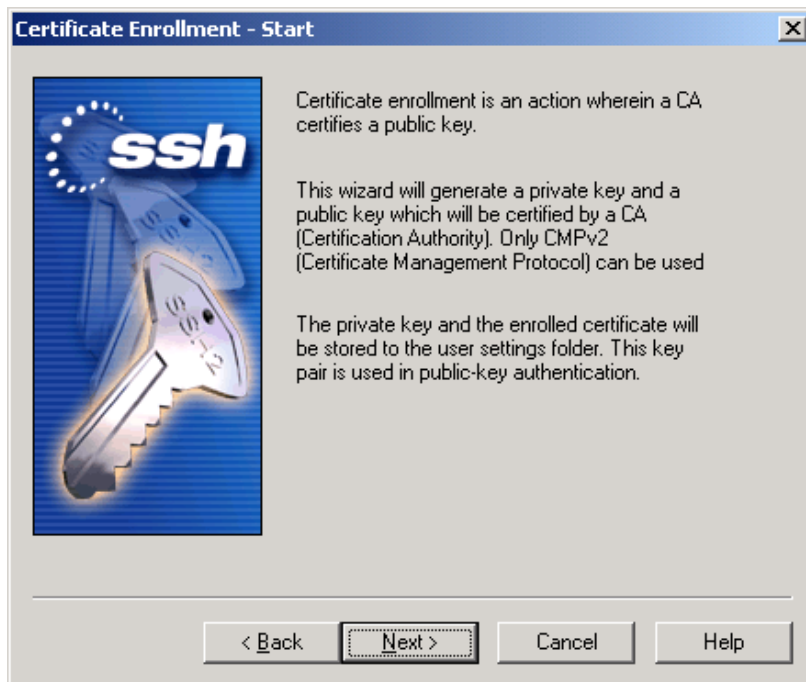 Certificate Enrollment - Start
ssh
SSH2
Certificate enrollment is an action wherein a CA
certifies a public key.
This wizard will generate a private key and a
public key which will be certified by a CA
(Certification Authority). Only CMPv2
(Certificate Management Protocol) can be used
The private key and the enrolled certificate will
be stored to the user settings folder. This key
pair is used in public-key authentication.
< Back
Next >
Cancel
Help